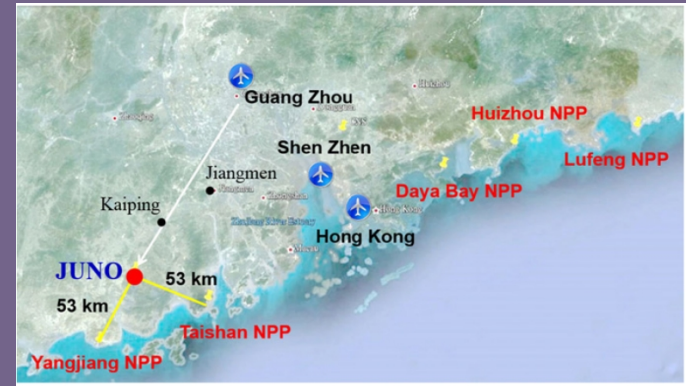 Guang Zhou
Huizhou NPP
Shen Zhen
Lufeng NPP
Jiangmen
Daya Bay NPP
Kaiping
Hong Kong
JUNO
53 km
53 km
Taishan NPP
Yangjiang NPP